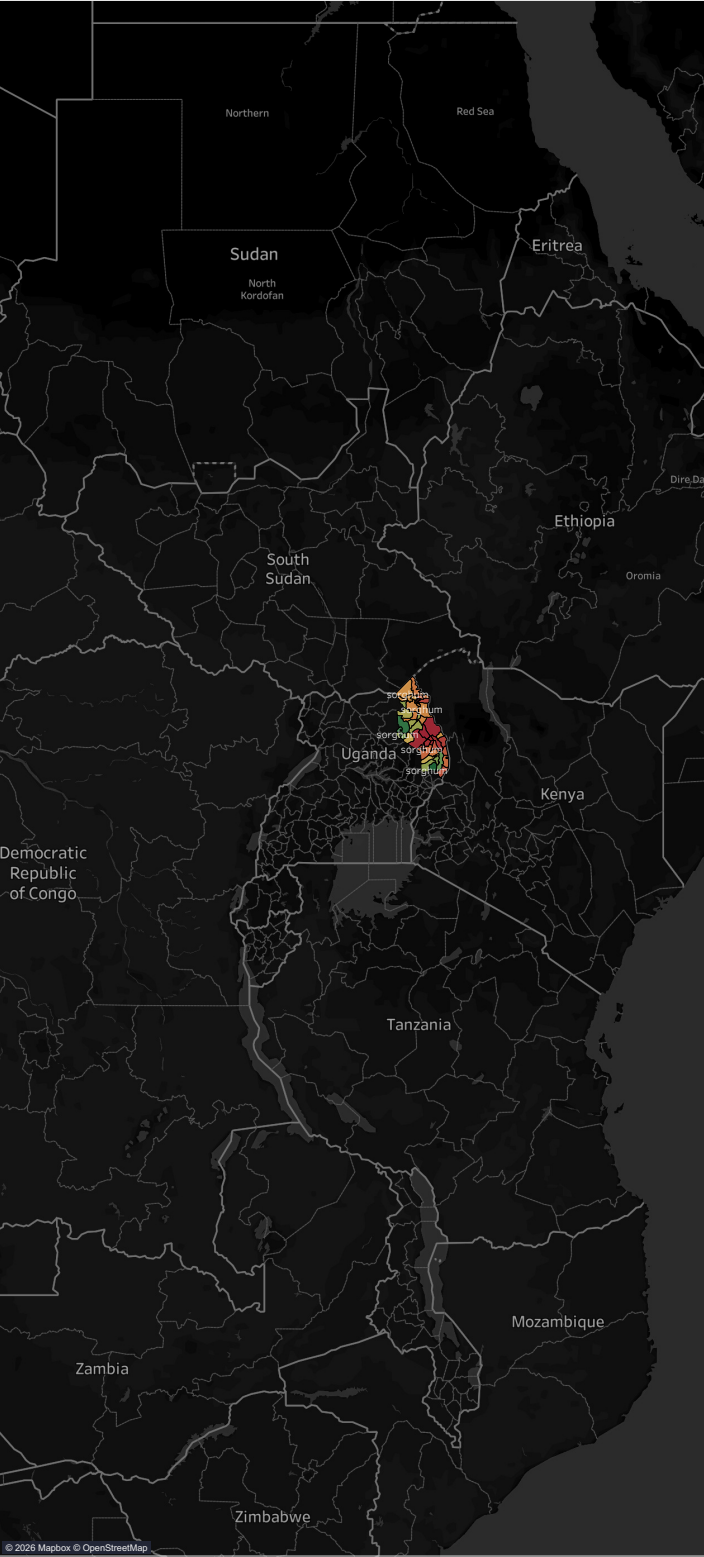 Northern
Red Sea
Sudan
Eritrea
North
Kordofan
Dire Da
Ethiopia
South
Sudan
Oromia
sorghum
sorghum
sorghum
sorghum
Uganda
sorghum
Kenya
Democratic
Republic
of Congo
Tanzania
Mozambique
Zambia
Zimbabwe
© 2026 Mapbox © OpenStreetMap